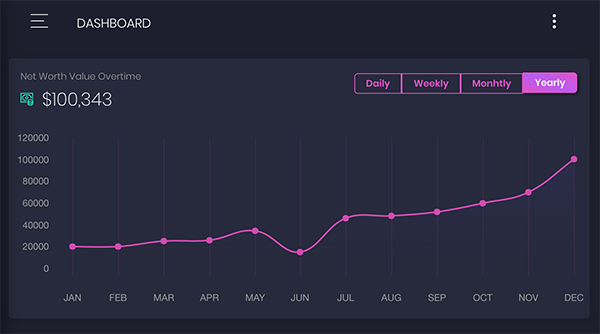 DASHBOARD
Net Worth Value Overtime
$100,343
Daily Weekly Monhtly Yearly
120000
100000
80000
60000
40000
20000
0
JAN FEB MAR APR MAY JUN JUL AUG SEP OCT NOV DEC